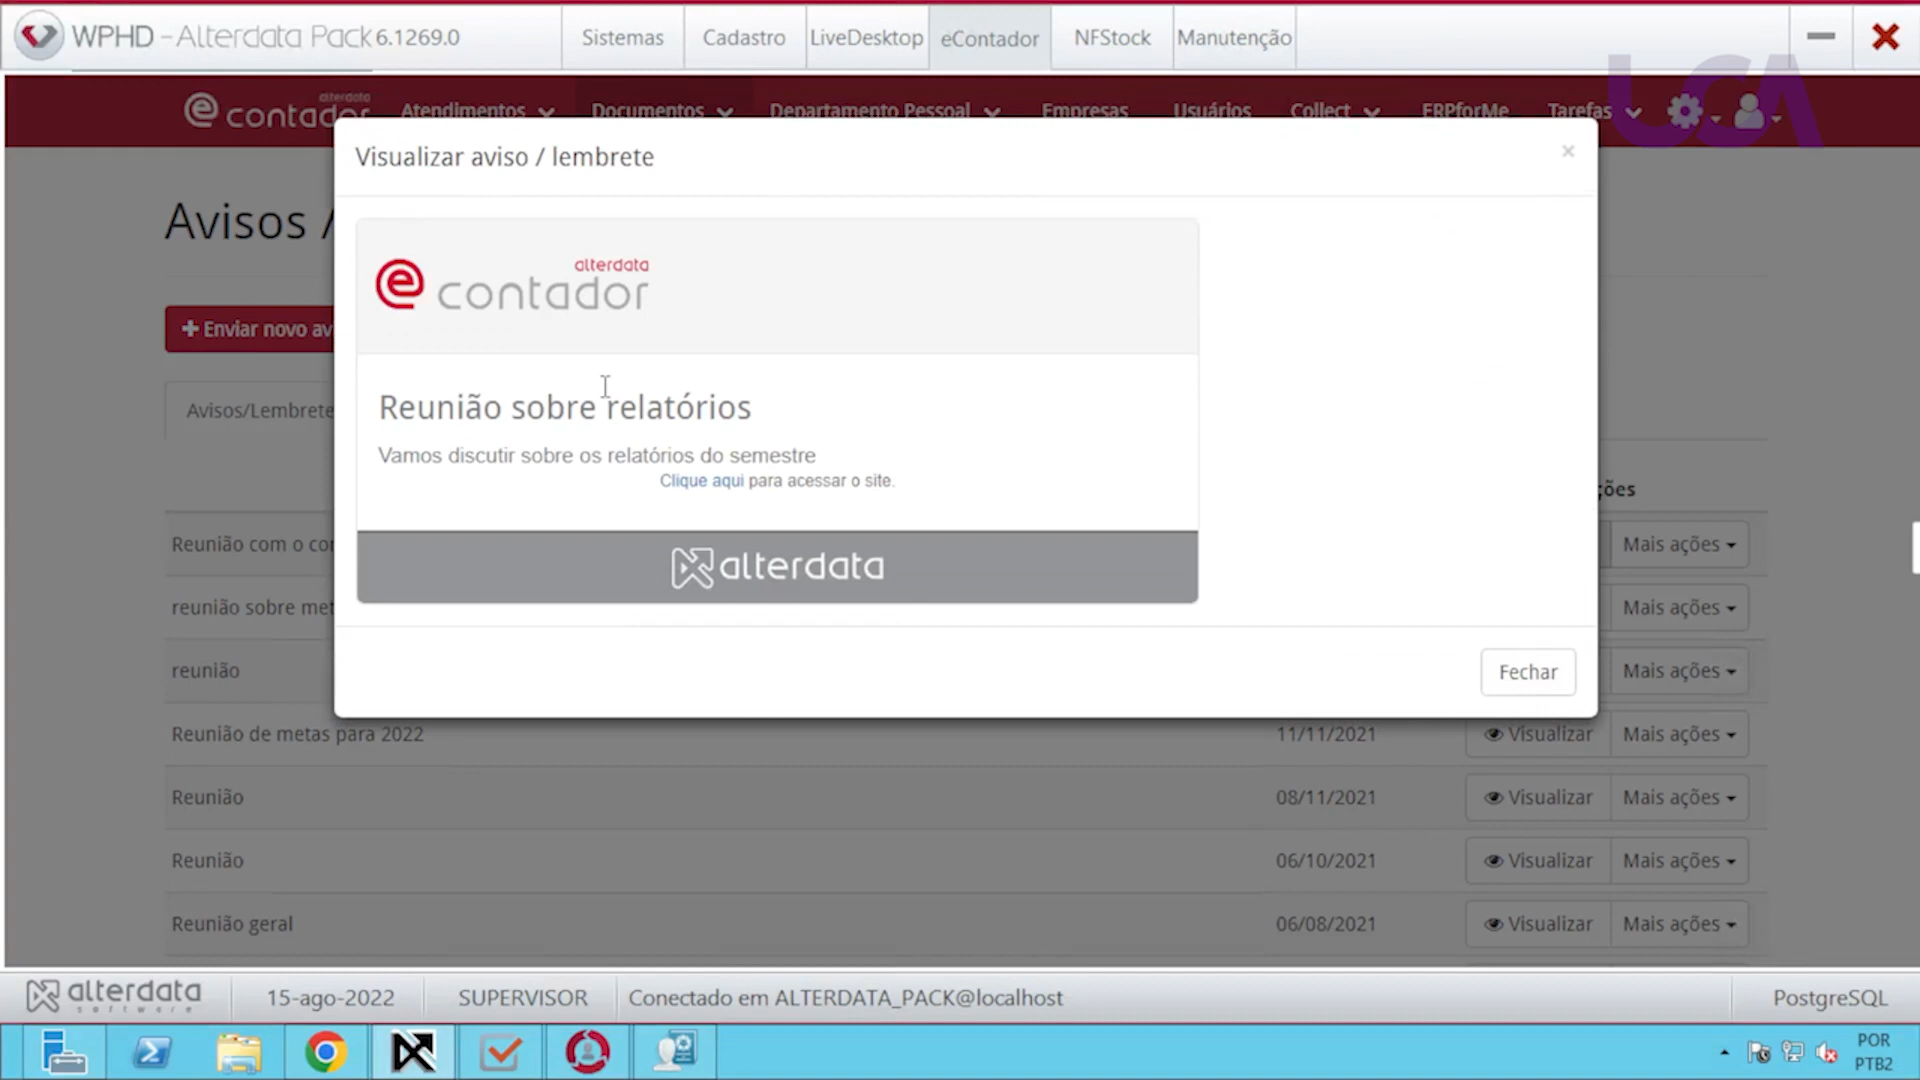 WPHD - Alterdata Pack 6.1269.0
Sistemas
Cadastro
LiveDesktop
eContador
NFStock
Manutenção
UCA
alterdata
e contador
Atendimentos
Documentos
Departamento Pessoal
Empresas
Usuários
Collect
ERPforMe
Tarefas
Visualizar aviso / lembrete
×
Avisos /
+ Enviar novo av
Avisos/Lembrete
alterdata
e contador
Reunião sobre relatórios
Vamos discutir sobre os relatórios do semestre
Clique aqui para acessar o site.
alterdata
Fechar
ções
Reunião com o con
Mais ações
reunião sobre met
Mais ações
reunião
Mais ações
Reunião de metas para 2022
11/11/2021
Visualizar
Mais ações
Reunião
08/11/2021
Visualizar
Mais ações
Reunião
06/10/2021
Visualizar
Mais ações
Reunião geral
06/08/2021
Visualizar
Mais ações
alterdata
software
15-ago-2022
SUPERVISOR
Conectado em ALTERDATA_PACK@localhost
PostgreSQL
POR
PTB2